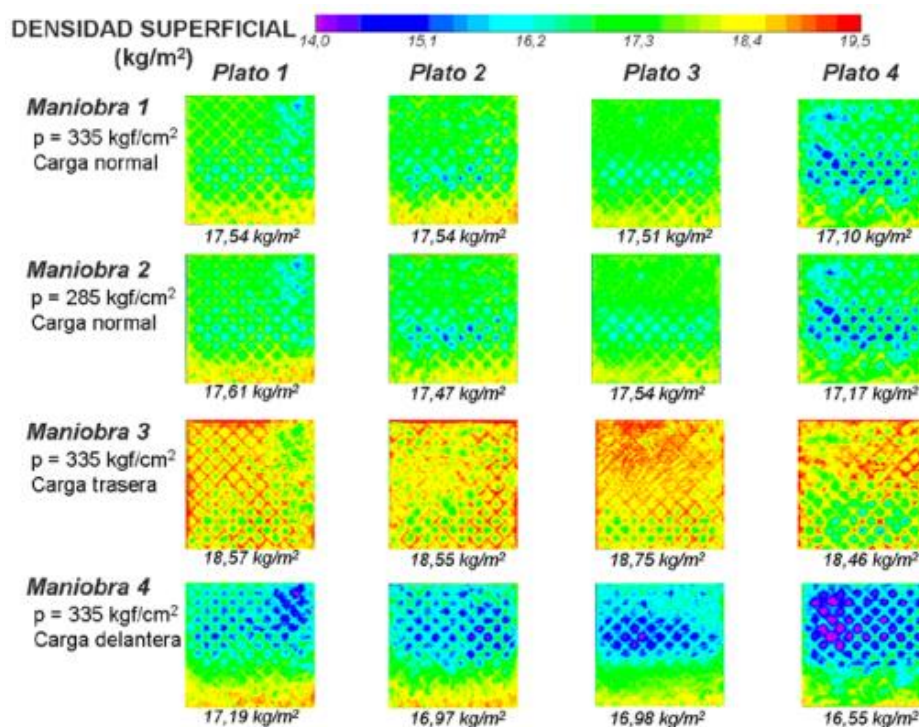 DENSIDAD SUPERFICIAL
(kg/m²)
14,0 15,1 16,2 17,3 18,4 19,5
Plato 1 Plato 2 Plato 3 Plato 4
Maniobra 1
p = 335 kgf/cm²
Carga normal
17,54 kg/m² 17,54 kg/m² 17,51 kg/m² 17,10 kg/m²
Maniobra 2
p = 285 kgf/cm²
Carga normal
17,61 kg/m² 17,47 kg/m² 17,54 kg/m² 17,17 kg/m²
Maniobra 3
p = 335 kgf/cm²
Carga trasera
18,57 kg/m² 18,55 kg/m² 18,75 kg/m² 18,46 kg/m²
Maniobra 4
p = 335 kgf/cm²
Carga delantera
17,19 kg/m² 16,97 kg/m² 16,98 kg/m² 16,55 kg/m²